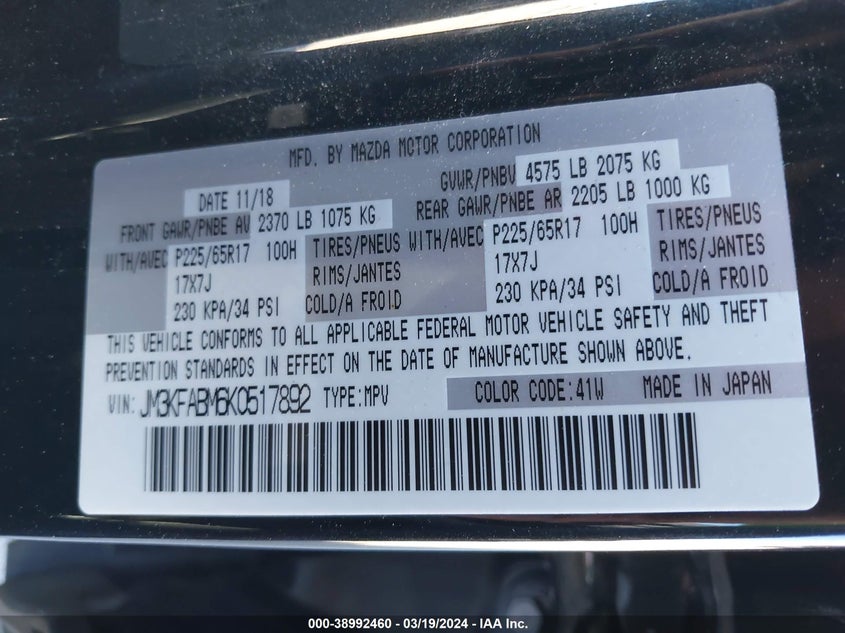 MFD. BY MAZDA MOTOR CORPORATION
DATE 11/18 GVWR/PNBV 4575 LB 2075 KG
FRONT GAWR/PNBE AV 2370 LB 1075 KG REAR GAWR/PNBE AR 2205 LB 1000 KG
WITH/AVEC P225/65R17 100H TIRES/PNEUS WITH/AVEC P225/65R17 100H TIRES/PNEUS
17X7J RIMS/JANTES 17X7J RIMS/JANTES
230 KPA/34 PSI COLD/A FROID 230 KPA/34 PSI COLD/A FROID
THIS VEHICLE CONFORMS TO ALL APPLICABLE FEDERAL MOTOR VEHICLE SAFETY AND THEFT
PREVENTION STANDARDS IN EFFECT ON THE DATE OF MANUFACTURE SHOWN ABOVE.
VIN: JM3KFABM6K0517892 TYPE:MPV COLOR CODE:41W MADE IN JAPAN
000-38992460 - 03/19/2024 - IAA Inc.